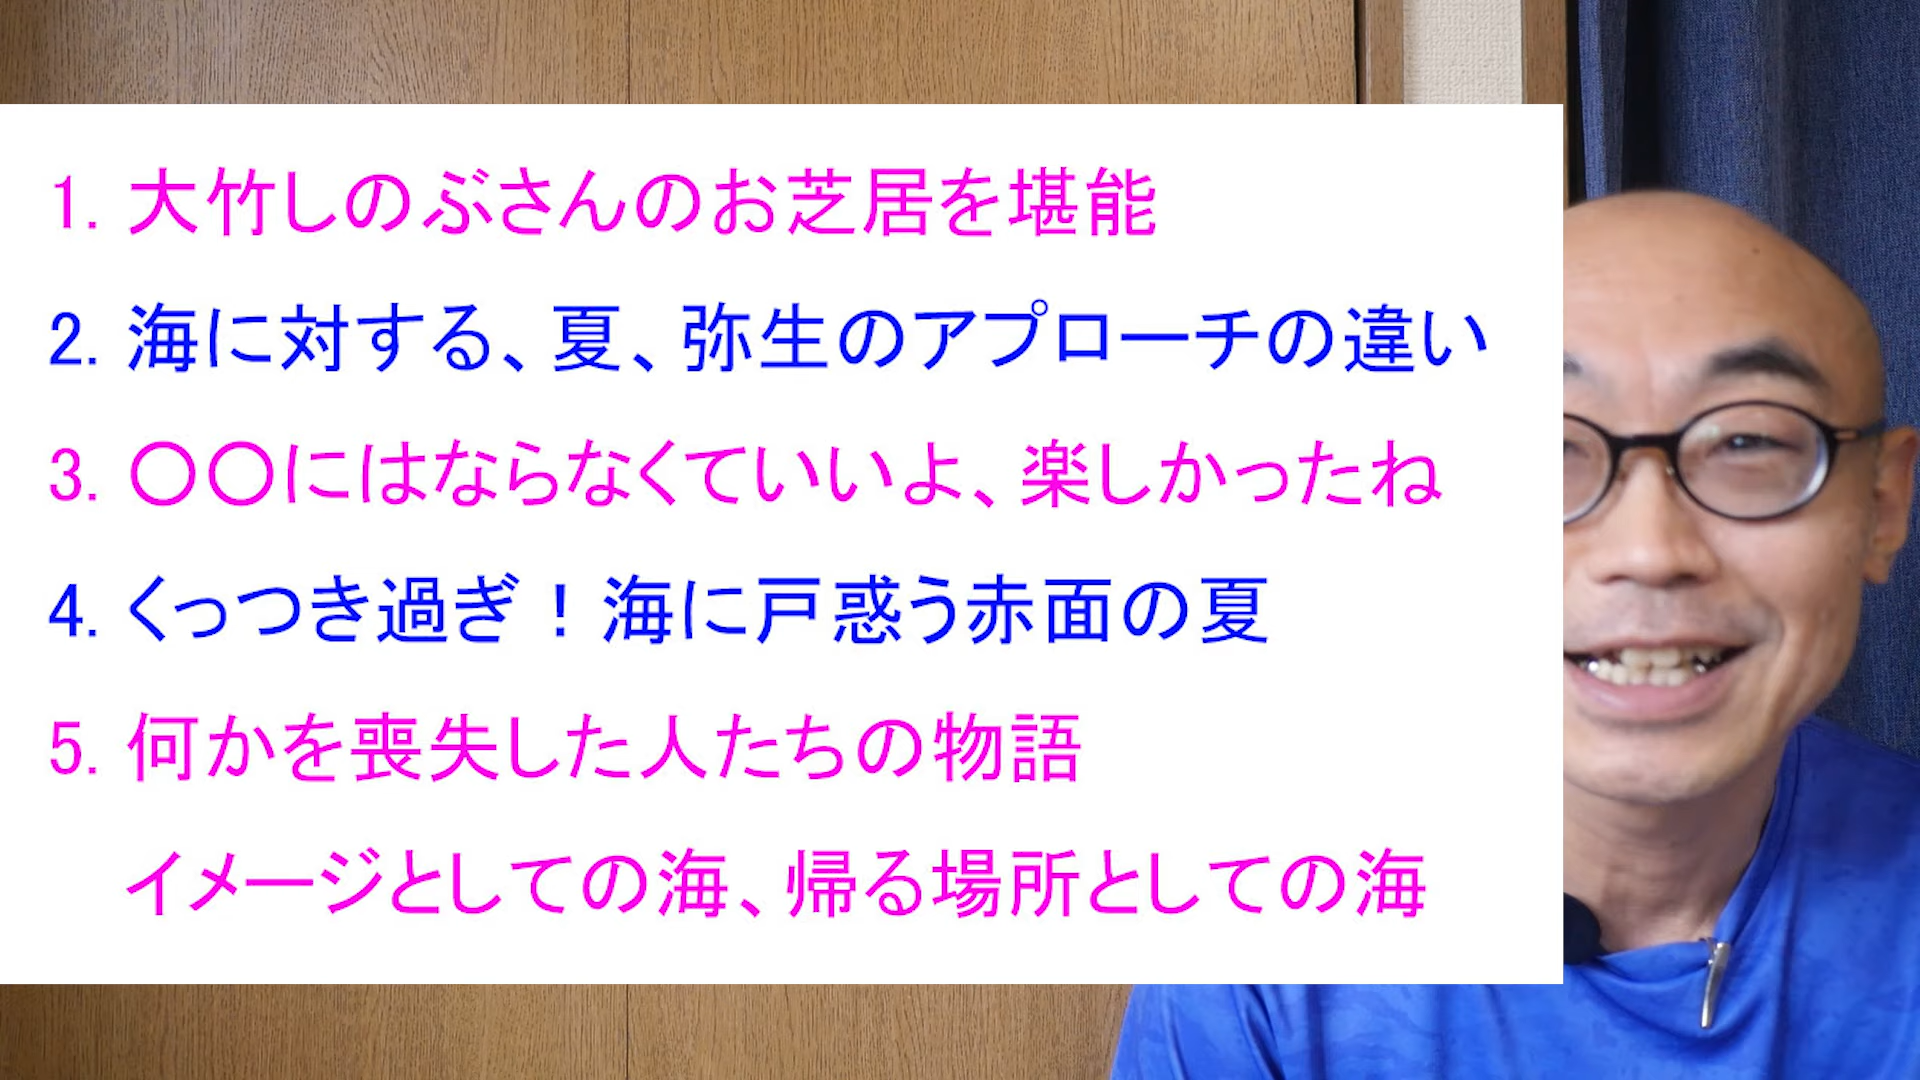 1. 大竹しのぶさんのお芝居を堪能
2. 海に対する、夏、弥生のアプローチの違い
3. 〇〇にはならなくていいよ、楽しかったね
4. くっつき過ぎ！海に戸惑う赤面の夏
5. 何かを喪失した人たちの物語
イメージとしての海、帰る場所としての海